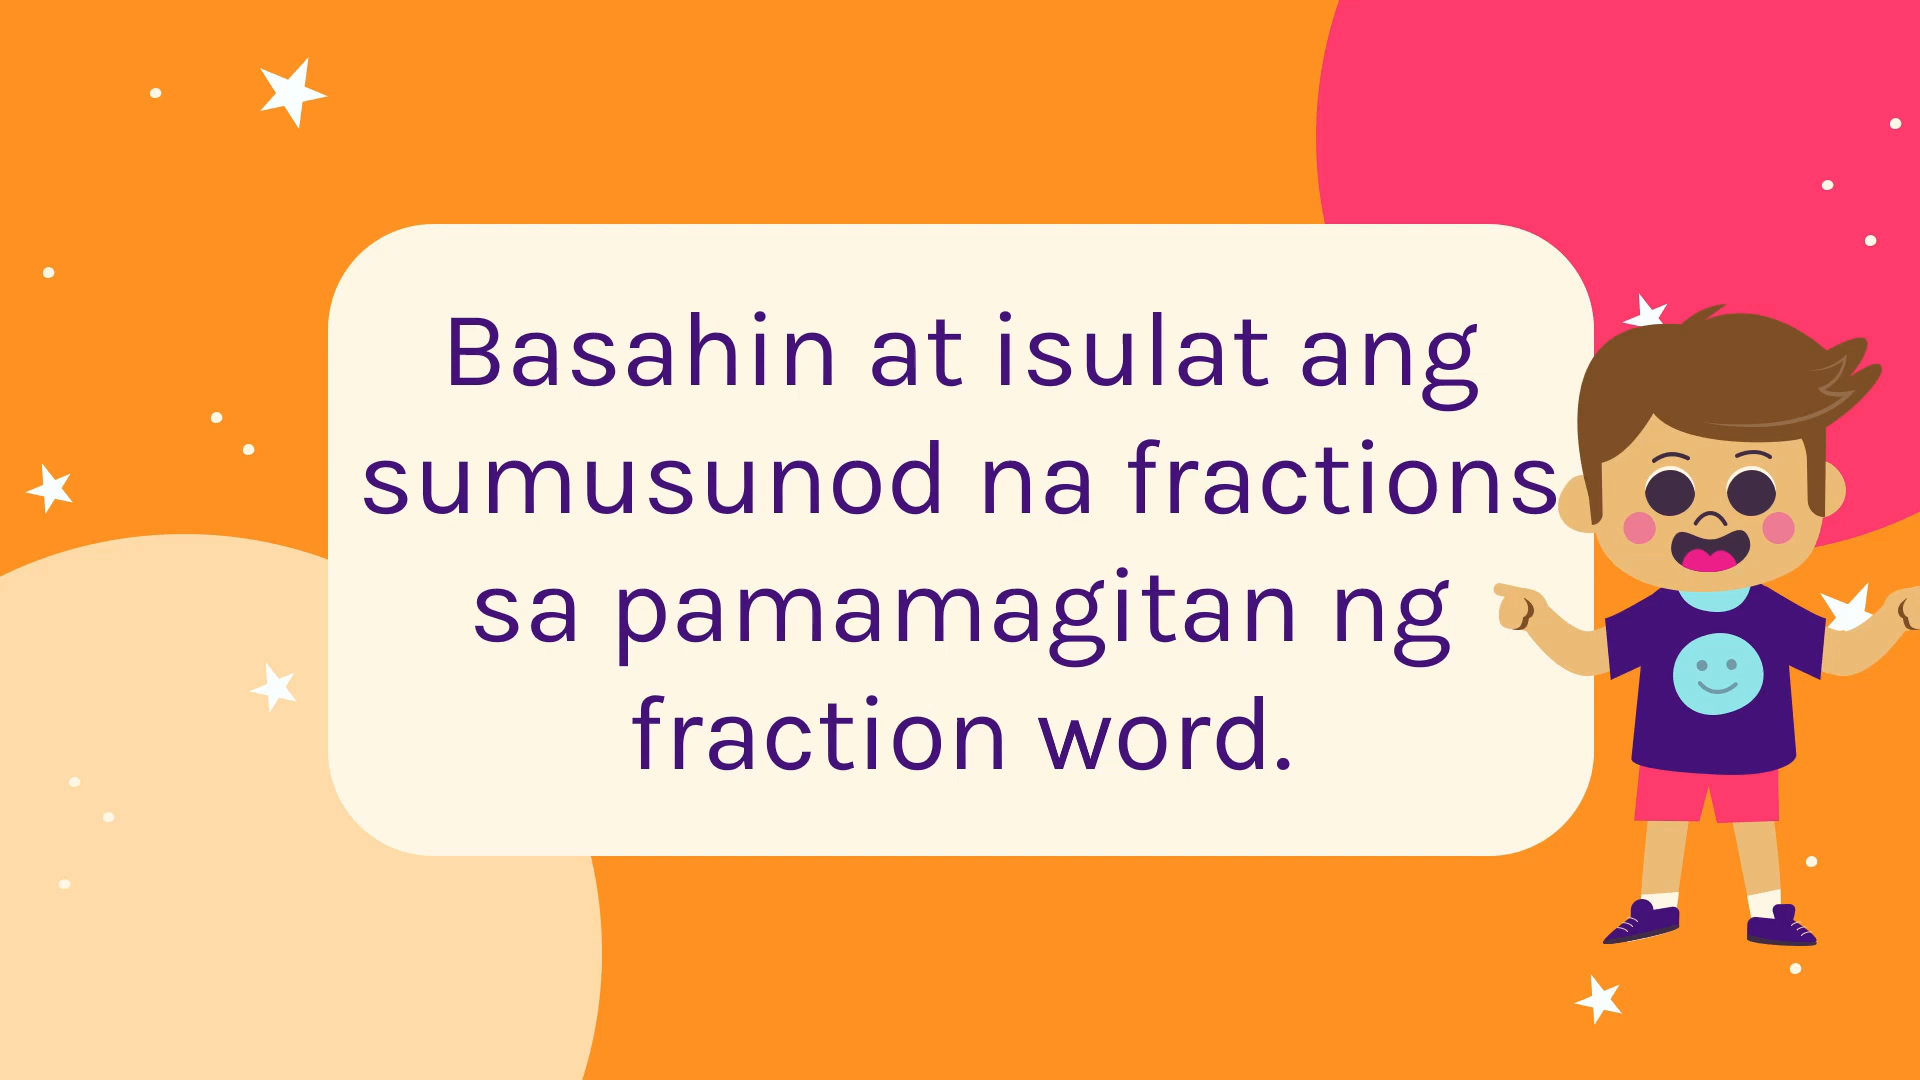 Basahin at isulat ang
sumusunod na fractions
sa pamamagitan ng
fraction word.